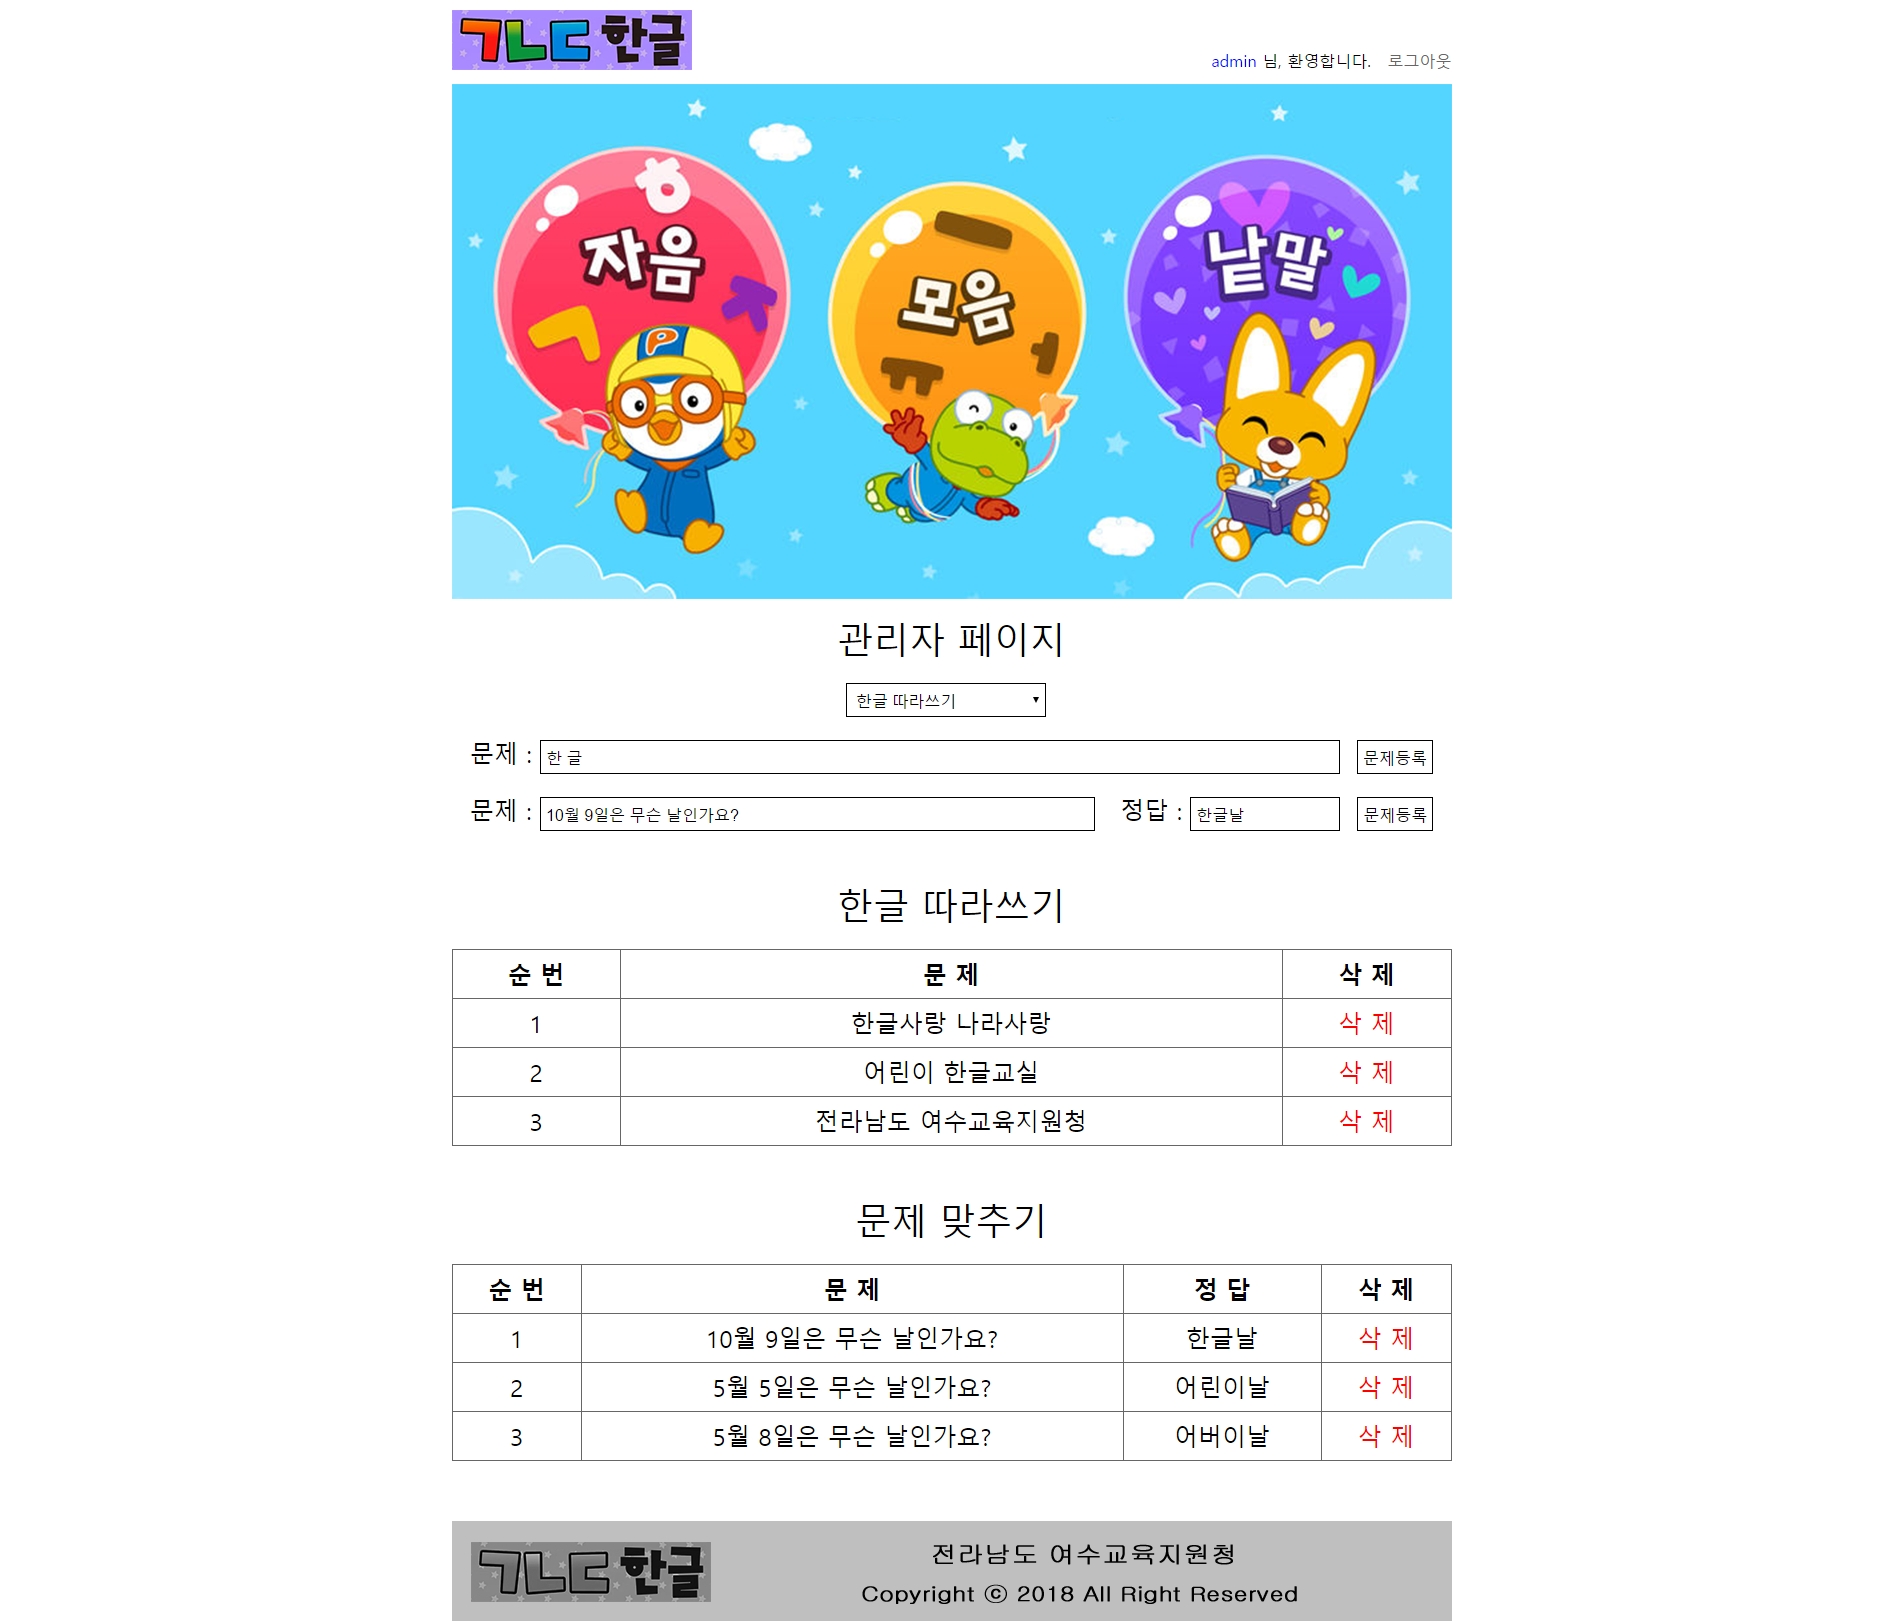 ㄱㄴㄷ 한글
admin 님, 환영합니다. 로그아웃
ㅎ
자음
ㅈ
ㄱ
ㅡ
모음
ㅓ
ㅠ
낱말
P
관리자 페이지
한글 따라쓰기
문제 : 한 글 문제등록
문제 : 10월 9일은 무슨 날인가요? 정답 : 한글날 문제등록
한글 따라쓰기
순 번 문 제 삭 제
1 한글사랑 나라사랑 삭 제
2 어린이 한글교실 삭 제
3 전라남도 여수교육지원청 삭 제
문제 맞추기
순 번 문 제 정 답 삭 제
1 10월 9일은 무슨 날인가요? 한글날 삭 제
2 5월 5일은 무슨 날인가요? 어린이날 삭 제
3 5월 8일은 무슨 날인가요? 어버이날 삭 제
ㄱㄴㄷ 한글
전라남도 여수교육지원청
Copyright ⓒ 2018 All Right Reserved